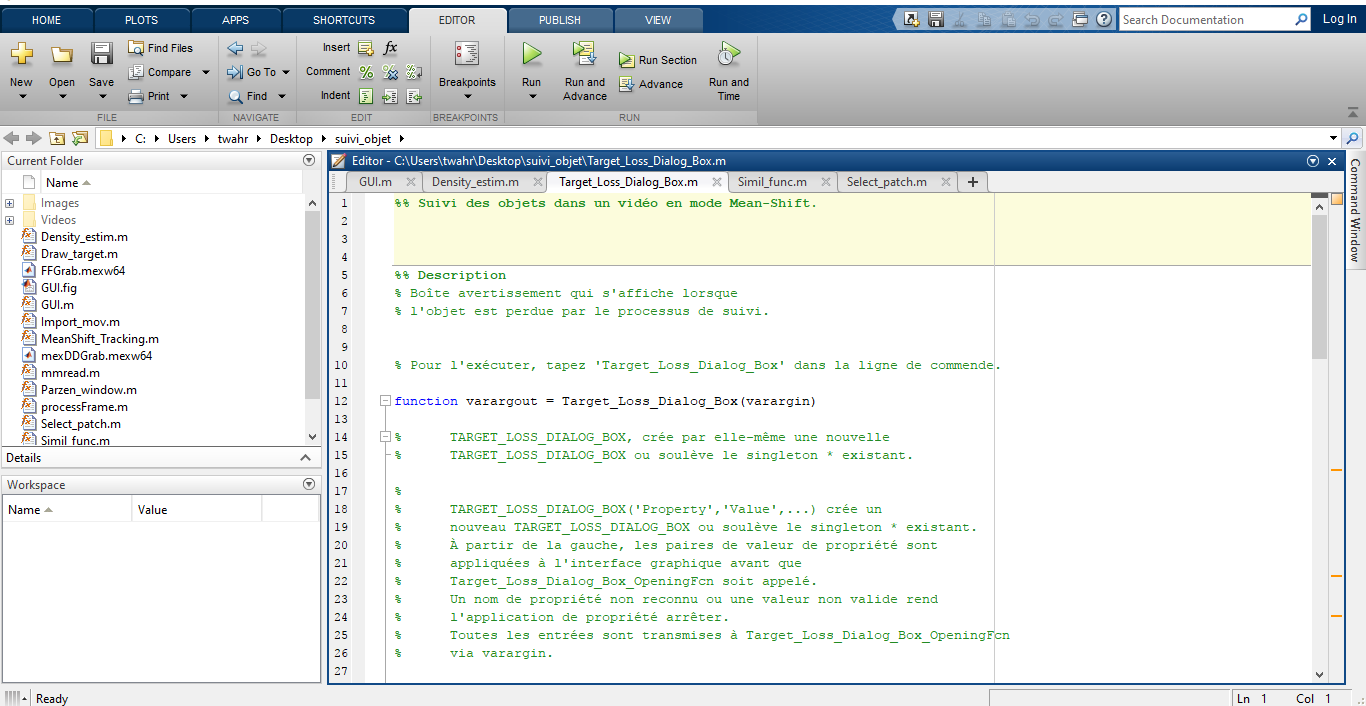 HOME PLOTS APPS SHORTCUTS EDITOR PUBLISH VIEW Search Documentation Log In
New Open Save Find Files Compare Print
Go To Find
Insert fx Comment Indent
Breakpoints
Run Run and Advance Run Section Advance Run and Time
FILE NAVIGATE EDIT BREAKPOINTS RUN
C: Users twahr Desktop suivi_objet
Current Folder
Name
Images
Videos
Density_estim.m
Draw_target.m
FFGrab.mexw64
GUI.fig
GUI.m
Import_mov.m
MeanShift_Tracking.m
mexDDGrab.mexw64
mmread.m
Parzen_window.m
processFrame.m
Select_patch.m
Simil_func.m
Details
Workspace
Name Value
Editor - C:\Users\twahr\Desktop\suivi_objet\Target_Loss_Dialog_Box.m
GUI.m Density_estim.m Target_Loss_Dialog_Box.m Simil_func.m Select_patch.m
1 %% Suivi des objets dans un vidéo en mode Mean-Shift.
2
3
4
5 %% Description
6 % Boîte avertissement qui s'affiche lorsque
7 % l'objet est perdue par le processus de suivi.
8
9
10 % Pour l'exécuter, tapez 'Target_Loss_Dialog_Box' dans la ligne de commende.
11
12 function varargout = Target_Loss_Dialog_Box(varargin)
13
14 % TARGET_LOSS_DIALOG_BOX, crée par elle-même une nouvelle
15 % TARGET_LOSS_DIALOG_BOX ou soulève le singleton * existant.
16
17 %
18 % TARGET_LOSS_DIALOG_BOX('Property','Value',...) crée un
19 % nouveau TARGET_LOSS_DIALOG_BOX ou soulève le singleton * existant.
20 % À partir de la gauche, les paires de valeur de propriété sont
21 % appliquées à l'interface graphique avant que
22 % Target_Loss_Dialog_Box_OpeningFcn soit appelé.
23 % Un nom de propriété non reconnu ou une valeur non valide rend
24 % l'application de propriété arrêter.
25 % Toutes les entrées sont transmises à Target_Loss_Dialog_Box_OpeningFcn
26 % via varargin.
27
Command Window
Ready Ln 1 Col 1